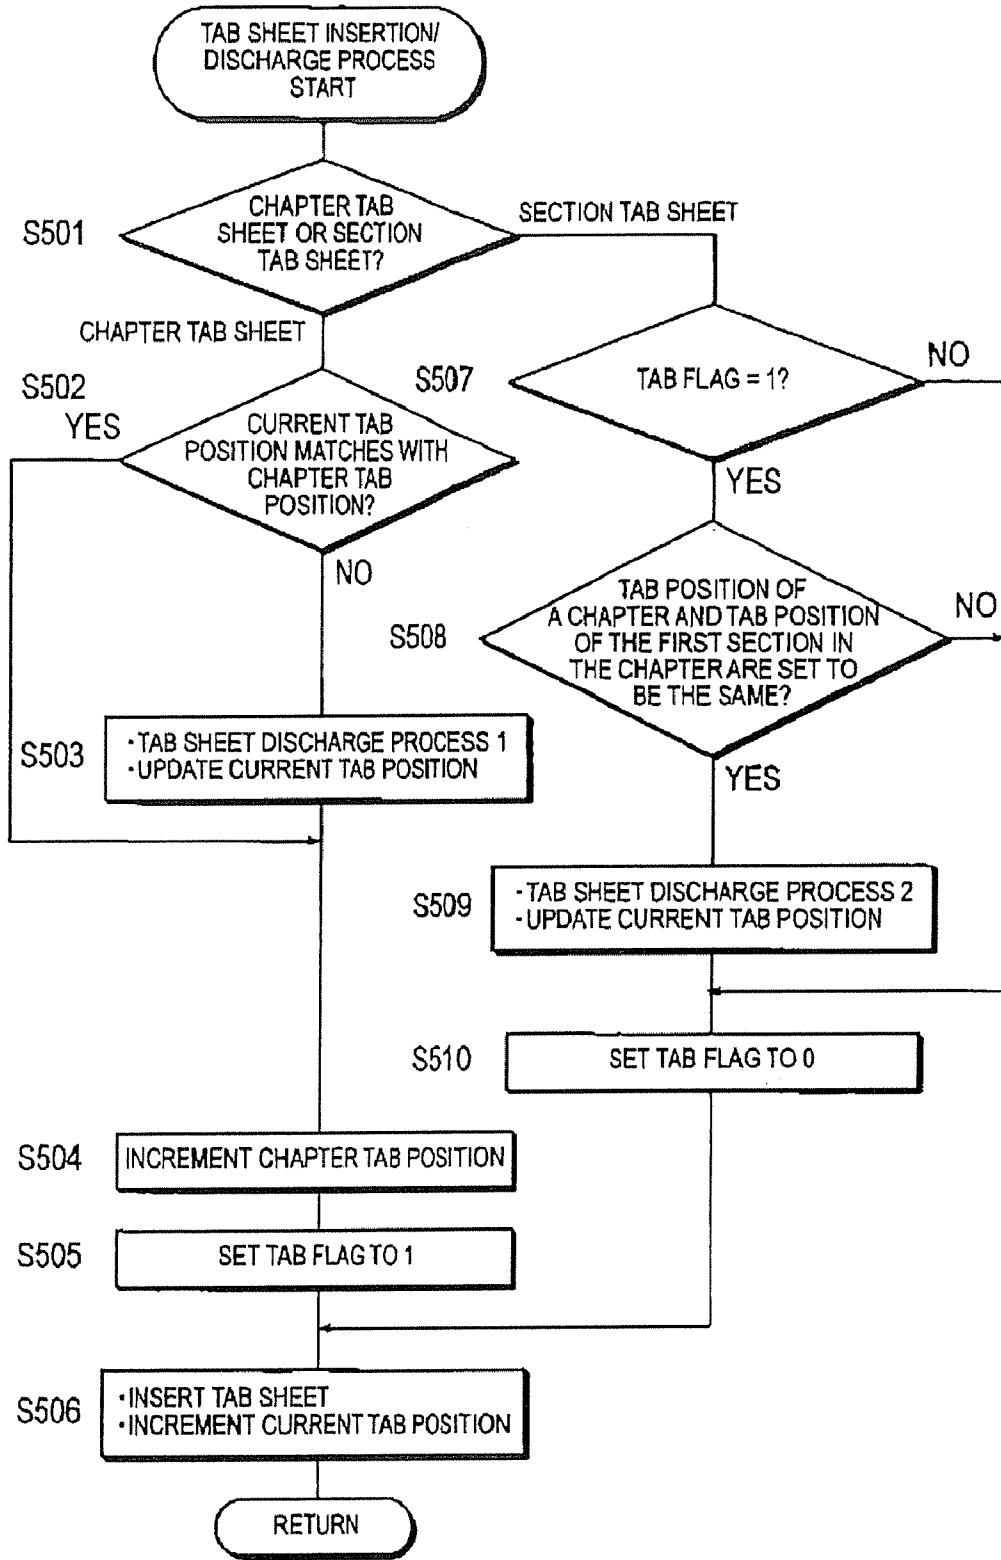 TAB SHEET INSERTION/
DISCHARGE PROCESS
START
S501
CHAPTER TAB
SHEET OR SECTION
TAB SHEET?
SECTION TAB SHEET
CHAPTER TAB SHEET
S502
YES
CURRENT TAB
POSITION MATCHES WITH
CHAPTER TAB
POSITION?
NO
S507
TAB FLAG = 1?
NO
YES
S508
TAB POSITION OF
A CHAPTER AND TAB POSITION
OF THE FIRST SECTION IN
THE CHAPTER ARE SET TO
BE THE SAME?
NO
YES
S503
·TAB SHEET DISCHARGE PROCESS 1
·UPDATE CURRENT TAB POSITION
S509
·TAB SHEET DISCHARGE PROCESS 2
·UPDATE CURRENT TAB POSITION
S510
SET TAB FLAG TO 0
S504
INCREMENT CHAPTER TAB POSITION
S505
SET TAB FLAG TO 1
S506
·INSERT TAB SHEET
·INCREMENT CURRENT TAB POSITION
RETURN